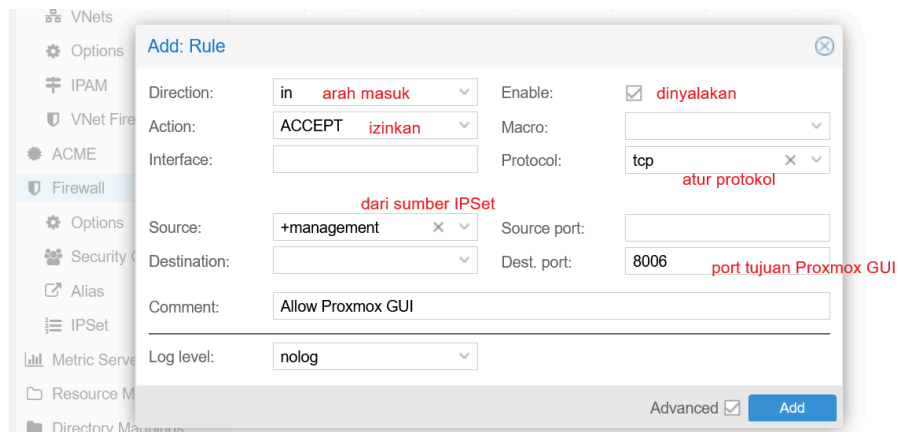 VNets
Options
IPAM
VNet Fire
ACME
Firewall
Options
Security
Alias
IPSet
Metric Serve
Resource M
Directory Mappings
Add: Rule
Direction: in arah masuk Enable: dinyalakan
Action: ACCEPT izinkan Macro:
Interface: Protocol: tcp
atur protokol
dari sumber IPSet
Source: +management Source port:
Destination: Dest. port: 8006 port tujuan Proxmox GUI
Comment: Allow Proxmox GUI
Log level: nolog
Advanced Add